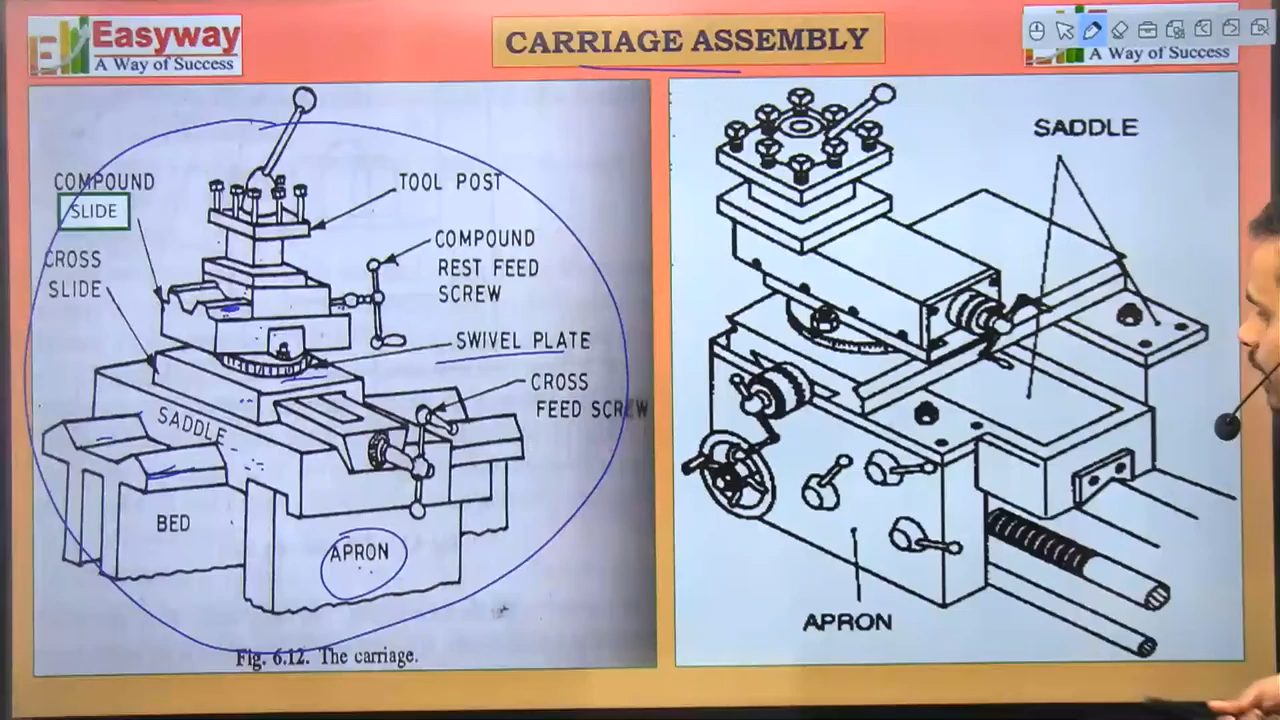 Easyway
A Way of Success
CARRIAGE ASSEMBLY
A Way of Success
COMPOUND
SLIDE
CROSS
SLIDE
TOOL POST
COMPOUND
REST FEED
SCREW
SWIVEL PLATE
CROSS
FEED SCREW
SADDLE
BED
APRON
Fig. 6.12. The carriage.
SADDLE
APRON